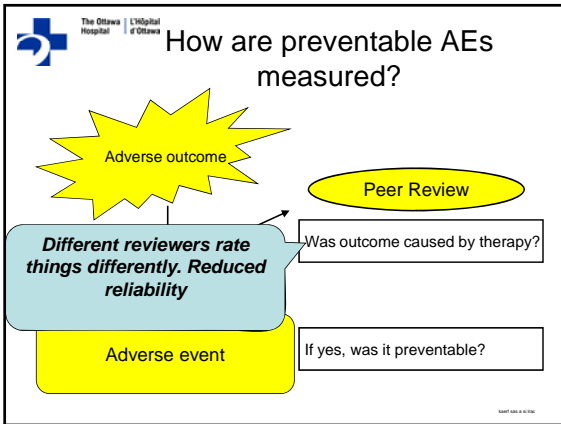 The Ottawa Hospital
L'Hôpital d'Ottawa
How are preventable AEs
measured?
Adverse outcome
Peer Review
Different reviewers rate
things differently. Reduced
reliability
Was outcome caused by therapy?
Adverse event
If yes, was it preventable?